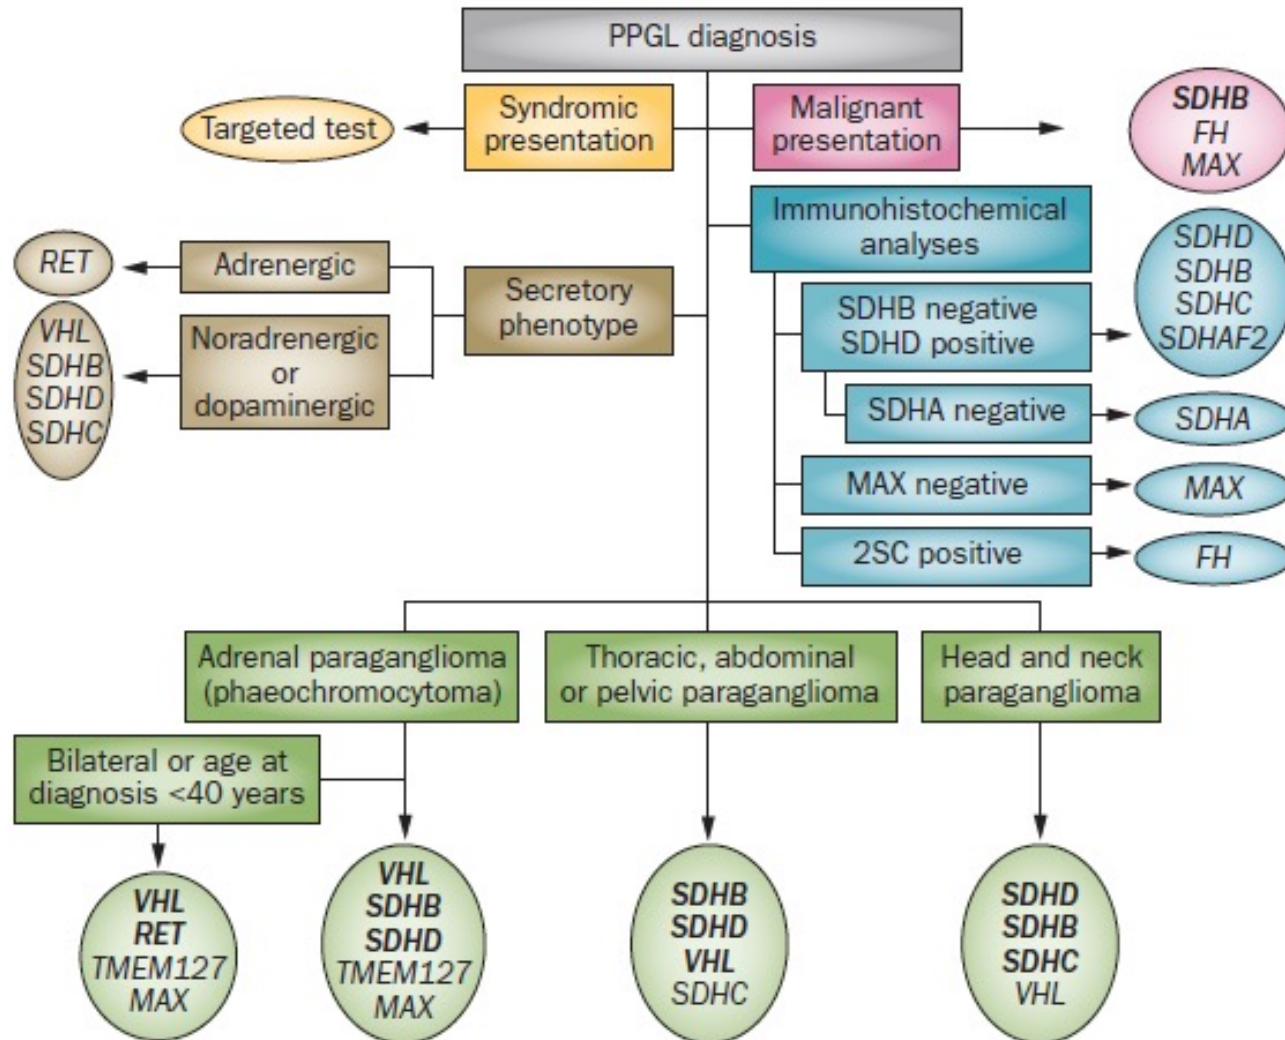 PPGL diagnosis
Targeted test
Syndromic
presentation
Malignant
presentation
SDHB
FH
MAX
Immunohistochemical
analyses
SDHB negative
SDHD positive
SDHD
SDHB
SDHC
SDHAF2
SDHA negative
SDHA
MAX negative
MAX
2SC positive
FH
Secretory
phenotype
Adrenergic
RET
Noradrenergic
or
dopaminergic
VHL
SDHB
SDHD
SDHC
Adrenal paraganglioma
(phaeochromocytoma)
Bilateral or age at
diagnosis <40 years
VHL
RET
TMEM127
MAX
VHL
SDHB
SDHD
TMEM127
MAX
Thoracic, abdominal
or pelvic paraganglioma
SDHB
SDHD
VHL
SDHC
Head and neck
paraganglioma
SDHD
SDHB
SDHC
VHL